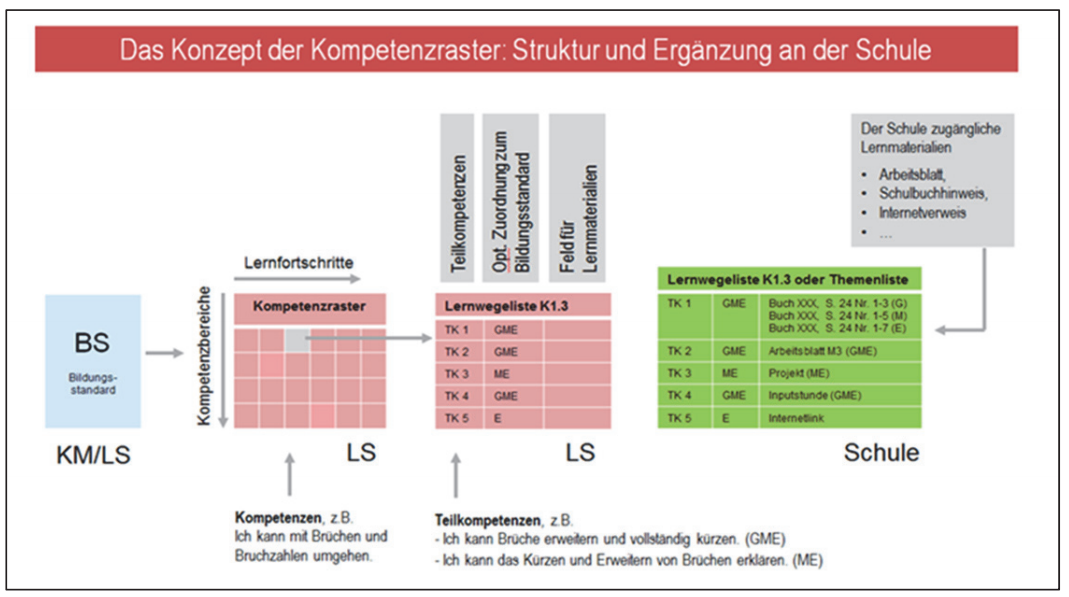 Das Konzept der Kompetenzraster: Struktur und Ergänzung an der Schule
Teilkompetenzen
Opt. Zuordnung zum
Bildungsstandard
Feld für
Lernmaterialien
Der Schule zugängliche
Lernmaterialien
• Arbeitsblatt,
• Schulbuchhinweis,
• Internetverweis
• ...
Lernfortschritte
Kompetenzbereiche
BS
Bildungs-
standard
KM/LS
Kompetenzraster
LS
Lernwegeliste K1.3
TK 1 GME
TK 2 GME
TK 3 ME
TK 4 GME
TK 5 E
LS
Lernwegeliste K1.3 oder Themenliste
TK 1 GME Buch XXX, S. 24 Nr. 1-3 (G)
Buch XXX, S. 24 Nr. 1-5 (M)
Buch XXX, S. 24 Nr. 1-7 (E)
TK 2 GME Arbeitsblatt M3 (GME)
TK 3 ME Projekt (ME)
TK 4 GME Inputstunde (GME)
TK 5 E Internetlink
Schule
Kompetenzen, z.B.
Ich kann mit Brüchen und
Bruchzahlen umgehen.
Teilkompetenzen, z.B.
- Ich kann Brüche erweitern und vollständig kürzen. (GME)
- Ich kann das Kürzen und Erweitern von Brüchen erklären. (ME)